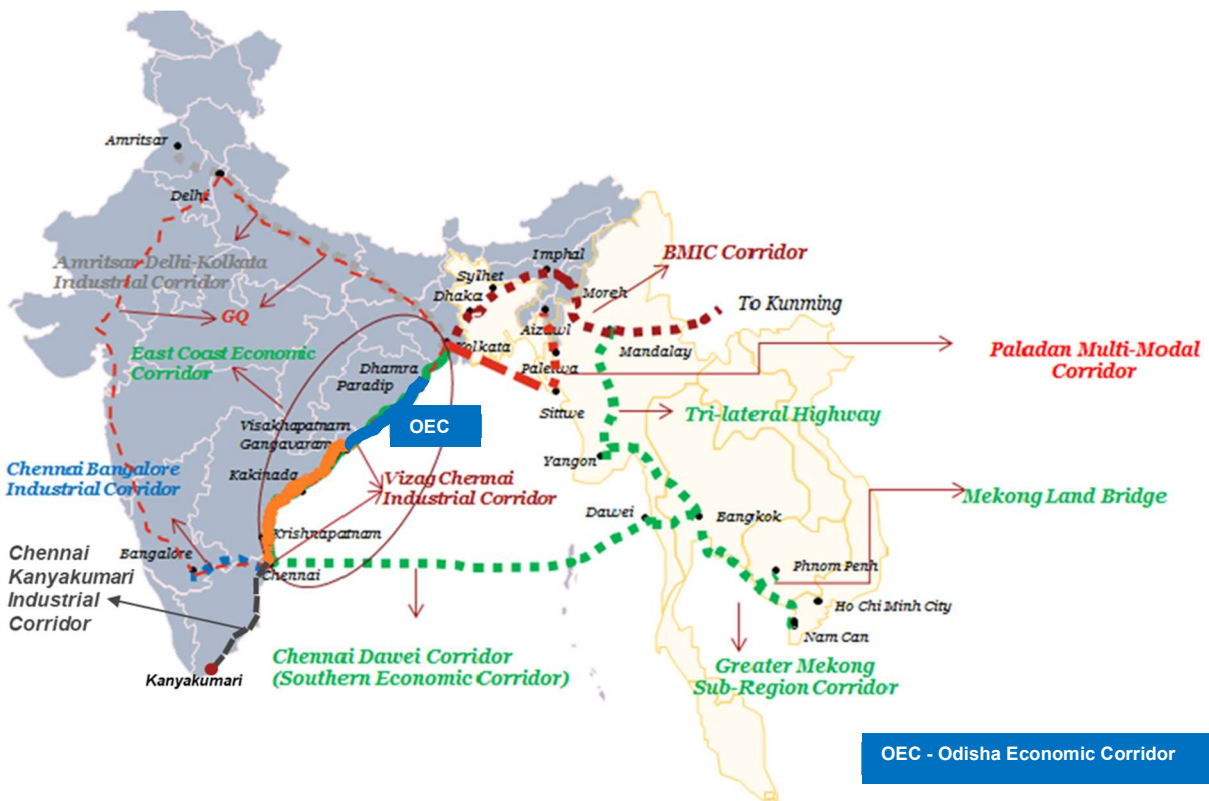 Amritsar
Delhi
Amritsar-Delhi-Kolkata
Industrial Corridor
GQ
East Coast Economic
Corridor
Imphal
Sylhet
Dhaka
Moreh
BMIC Corridor
To Kunming
Aizawl
Kolkata
Mandalay
Dhamra
Paradip
Paletwa
Sittwe
Paladan Multi-Modal
Corridor
OEC
Tri-lateral Highway
Visakhapatnam
Gangavaram
Yangon
Chennai Bangalore
Industrial Corridor
Kakinada
Vizag Chennai
Industrial Corridor
Mekong Land Bridge
Dawei
Bangkok
Krishnapatnam
Bangalore
Chennai
Chennai
Kanyakumari
Industrial
Corridor
Phnom Penh
Ho Chi Minh City
Nam Can
Kanyakumari
Chennai Dawei Corridor
(Southern Economic Corridor)
Greater Mekong
Sub-Region Corridor
OEC - Odisha Economic Corridor